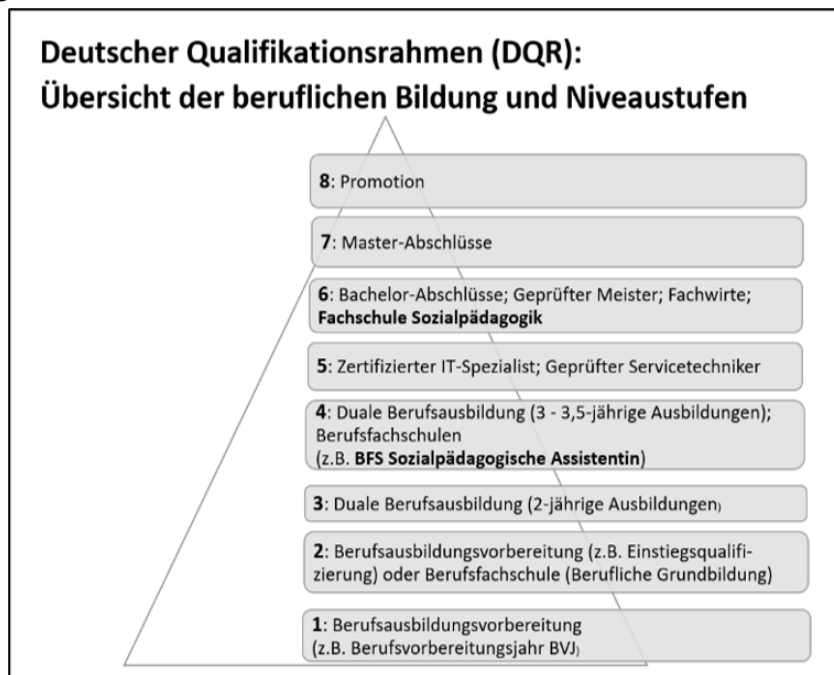 Deutscher Qualifikationsrahmen (DQR):
Übersicht der beruflichen Bildung und Niveaustufen
8: Promotion
7: Master-Abschlüsse
6: Bachelor-Abschlüsse; Geprüfter Meister; Fachwirte;
Fachschule Sozialpädagogik
5: Zertifizierter IT-Spezialist; Geprüfter Servicetechniker
4: Duale Berufsausbildung (3 - 3,5-jährige Ausbildungen);
Berufsfachschulen
(z.B. BFS Sozialpädagogische Assistentin)
3: Duale Berufsausbildung (2-jährige Ausbildungen)
2: Berufsausbildungsvorbereitung (z.B. Einstiegsqualifi-
zierung) oder Berufsfachschule (Berufliche Grundbildung)
1: Berufsausbildungsvorbereitung
(z.B. Berufsvorbereitungsjahr BVJ)